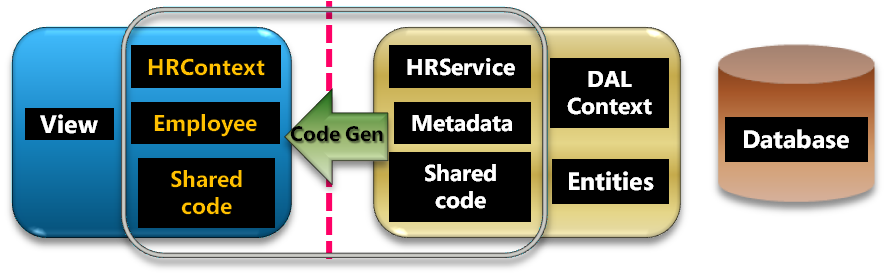 View
HRContext
Employee
Shared
code
Code Gen
HRService
Metadata
Shared
code
DAL
Context
Entities
Database